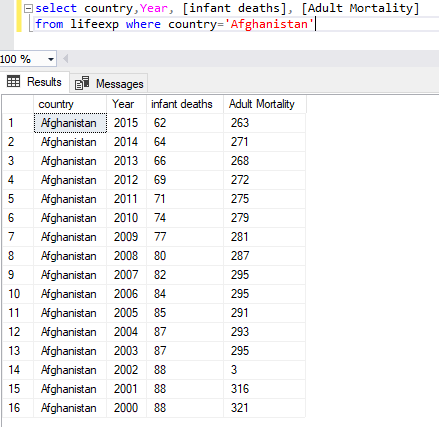 select country,Year, [infant deaths], [Adult Mortality]
from lifeexp where country='Afghanistan'
100 %
Results Messages
country Year infant deaths Adult Mortality
1 Afghanistan 2015 62 263
2 Afghanistan 2014 64 271
3 Afghanistan 2013 66 268
4 Afghanistan 2012 69 272
5 Afghanistan 2011 71 275
6 Afghanistan 2010 74 279
7 Afghanistan 2009 77 281
8 Afghanistan 2008 80 287
9 Afghanistan 2007 82 295
10 Afghanistan 2006 84 295
11 Afghanistan 2005 85 291
12 Afghanistan 2004 87 293
13 Afghanistan 2003 87 295
14 Afghanistan 2002 88 3
15 Afghanistan 2001 88 316
16 Afghanistan 2000 88 321